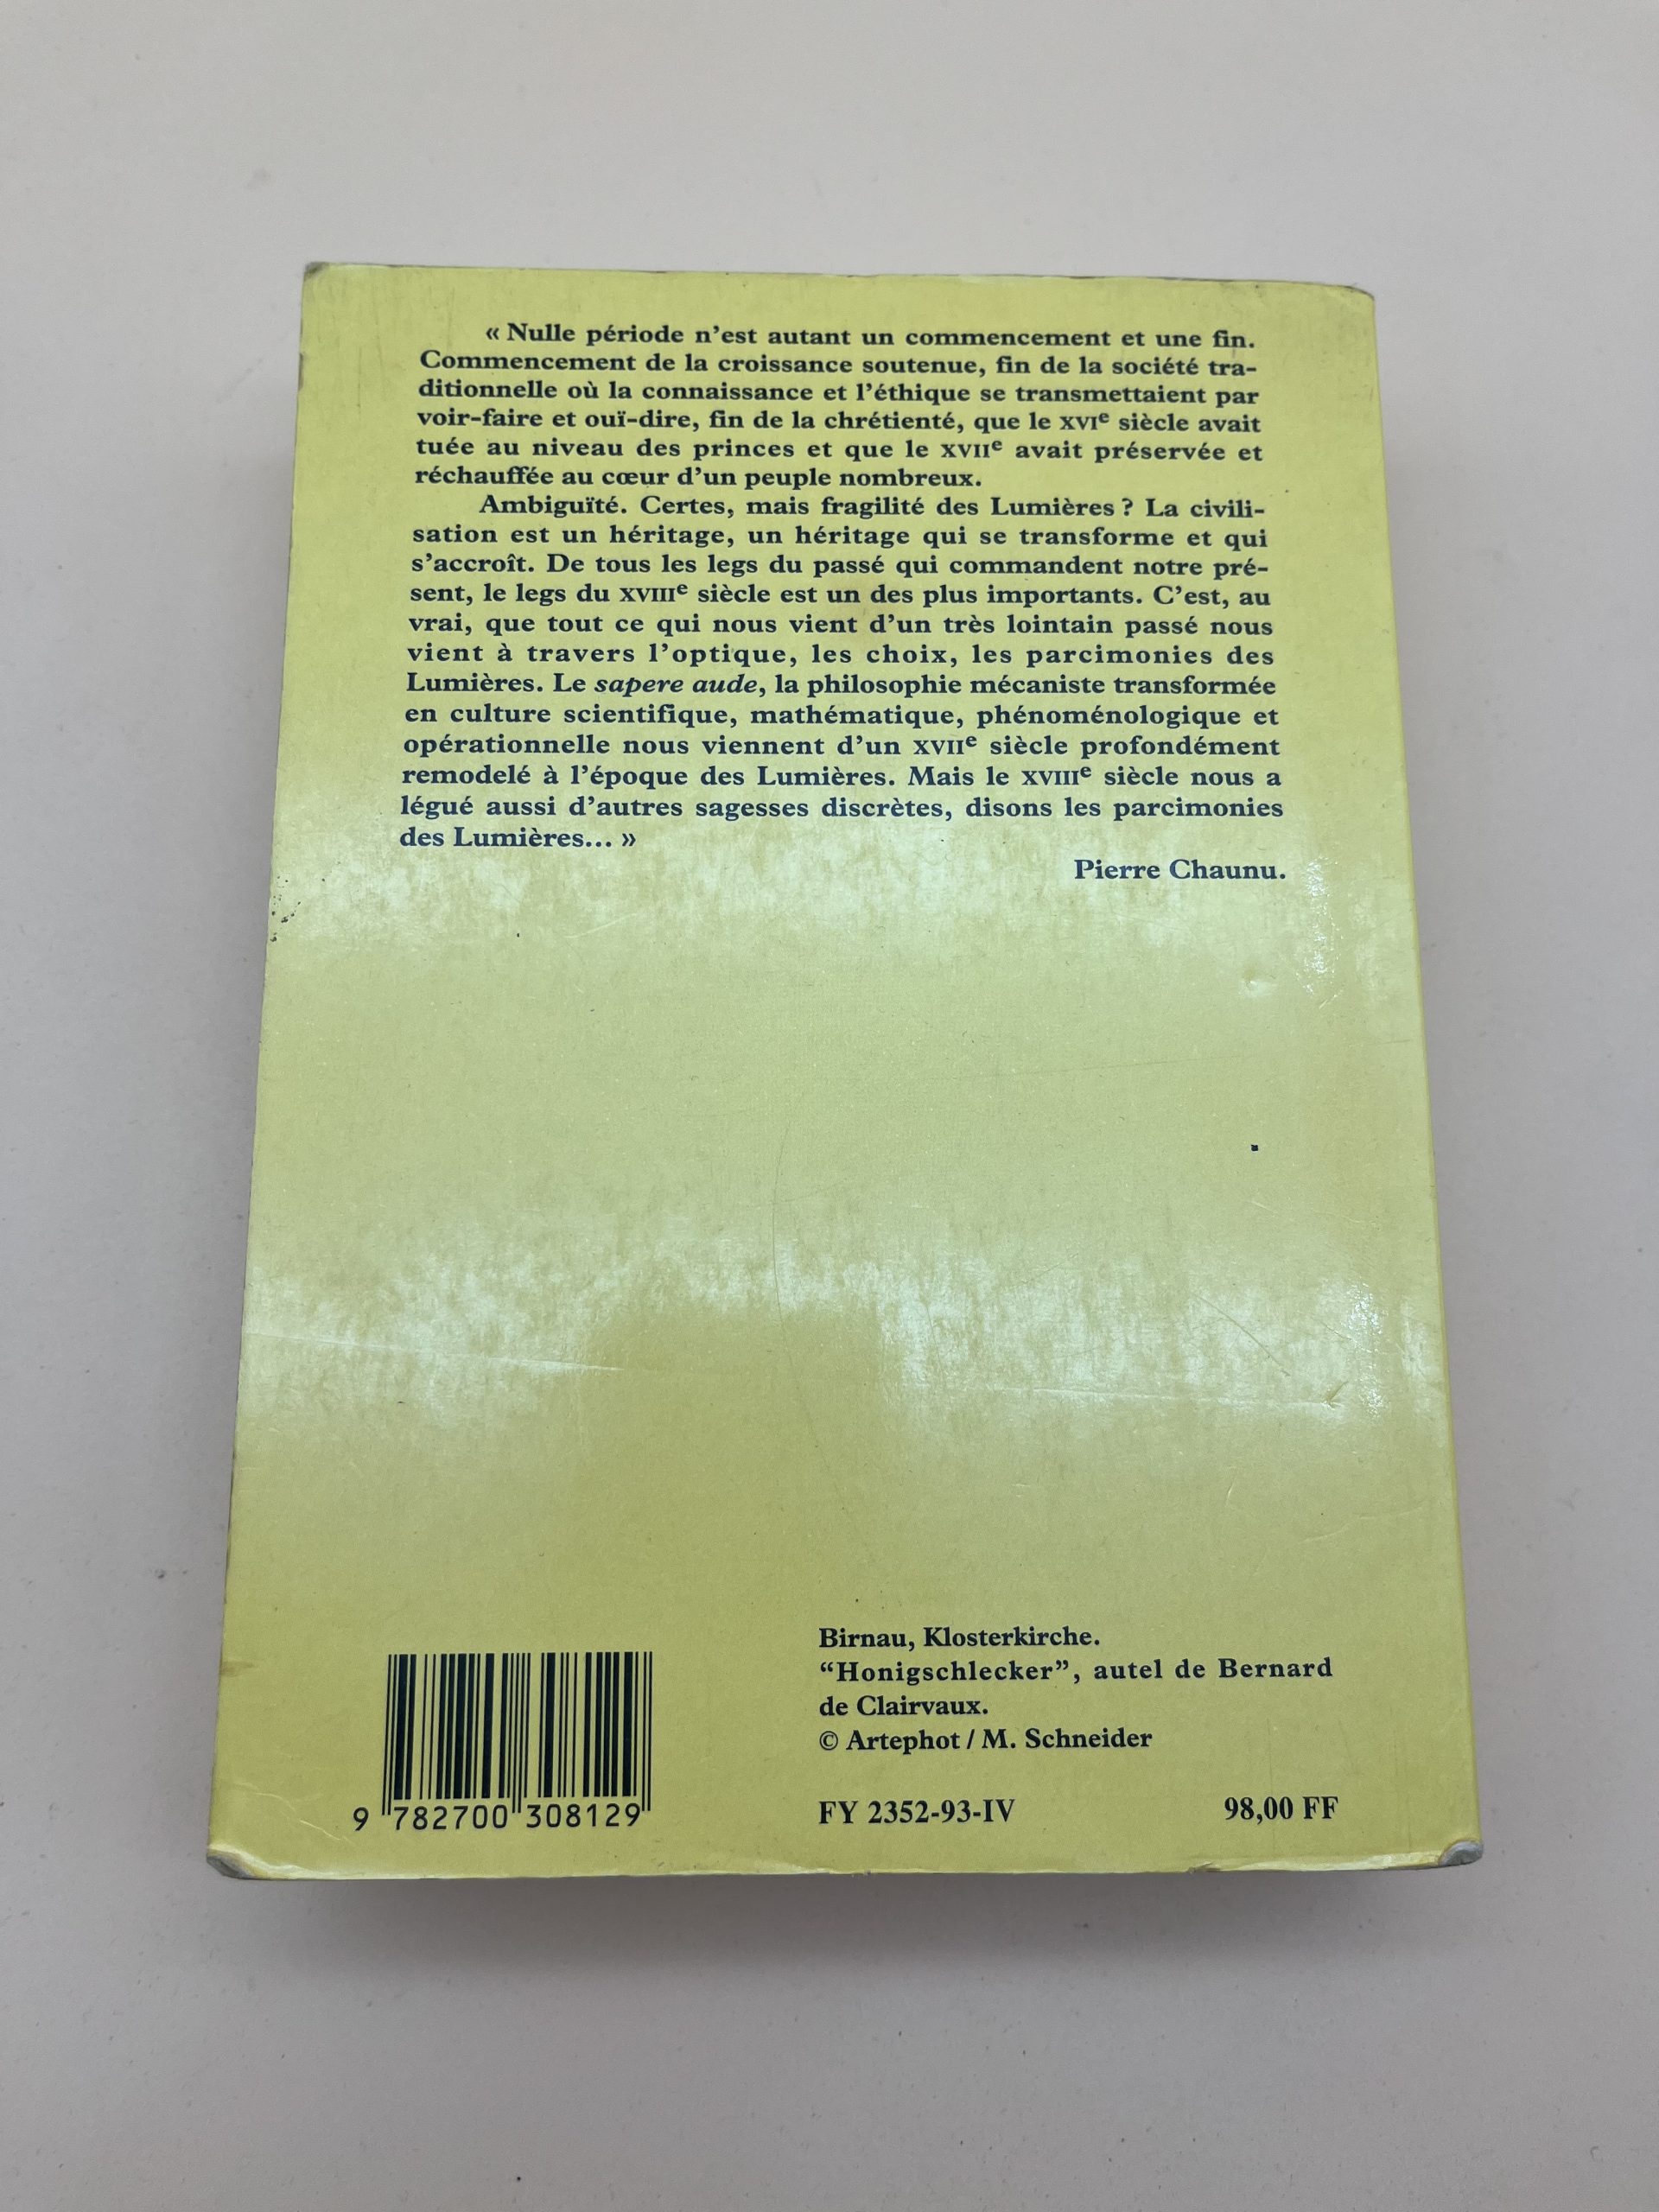 « Nulle période n'est autant un commencement et une fin.
Commencement de la croissance soutenue, fin de la société tra-
ditionnelle où la connaissance et l'éthique se transmettaient par
voir-faire et ouï-dire, fin de la chrétienté, que le XVIe siècle avait
tuée au niveau des princes et que le XVIIe avait préservée et
réchauffée au cœur d'un peuple nombreux.
Ambiguïté. Certes, mais fragilité des Lumières ? La civili-
sation est un héritage, un héritage qui se transforme et qui
s'accroît. De tous les legs du passé qui commandent notre pré-
sent, le legs du XVIIIe siècle est un des plus importants. C'est, au
vrai, que tout ce qui nous vient d'un très lointain passé nous
vient à travers l'optique, les choix, les parcimonies des
Lumières. Le sapere aude, la philosophie mécaniste transformée
en culture scientifique, mathématique, phénoménologique et
opérationnelle nous viennent d'un XVIIe siècle profondément
remodelé à l'époque des Lumières. Mais le XVIIIe siècle nous a
légué aussi d'autres sagesses discrètes, disons les parcimonies
des Lumières... »
Pierre Chaunu.
Birnau, Klosterkirche.
“Honigschlecker”, autel de Bernard
de Clairvaux.
© Artephot / M. Schneider
FY 2352-93-IV 98,00 FF
9 782700 308129